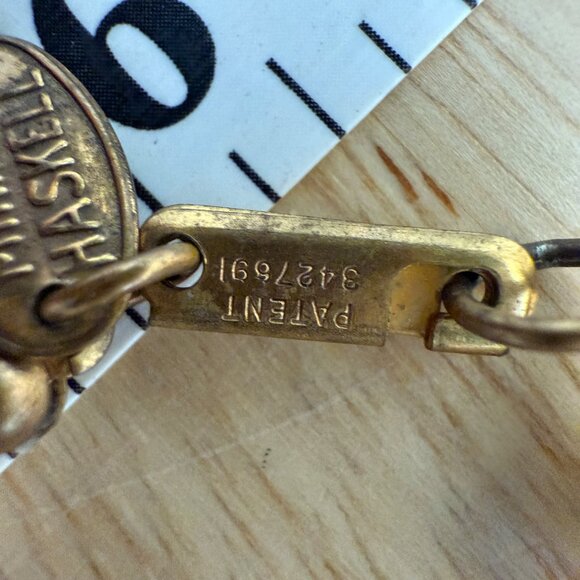 HASKELL
PATENT
3427691
6